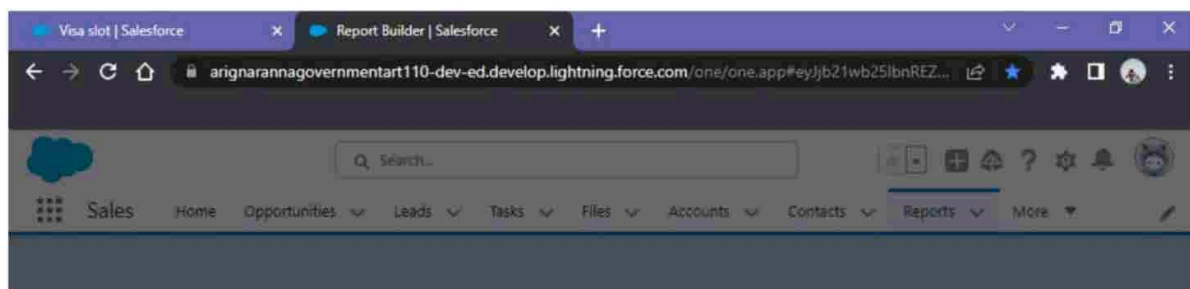 Visa slot | Salesforce
Report Builder | Salesforce
arignarannagovernmentart110-dev-ed.develop.lightning.force.com/one/one.app#eyJjb21wb25lbnREZ...
Search...
Sales
Home
Opportunities
Leads
Tasks
Files
Accounts
Contacts
Reports
More